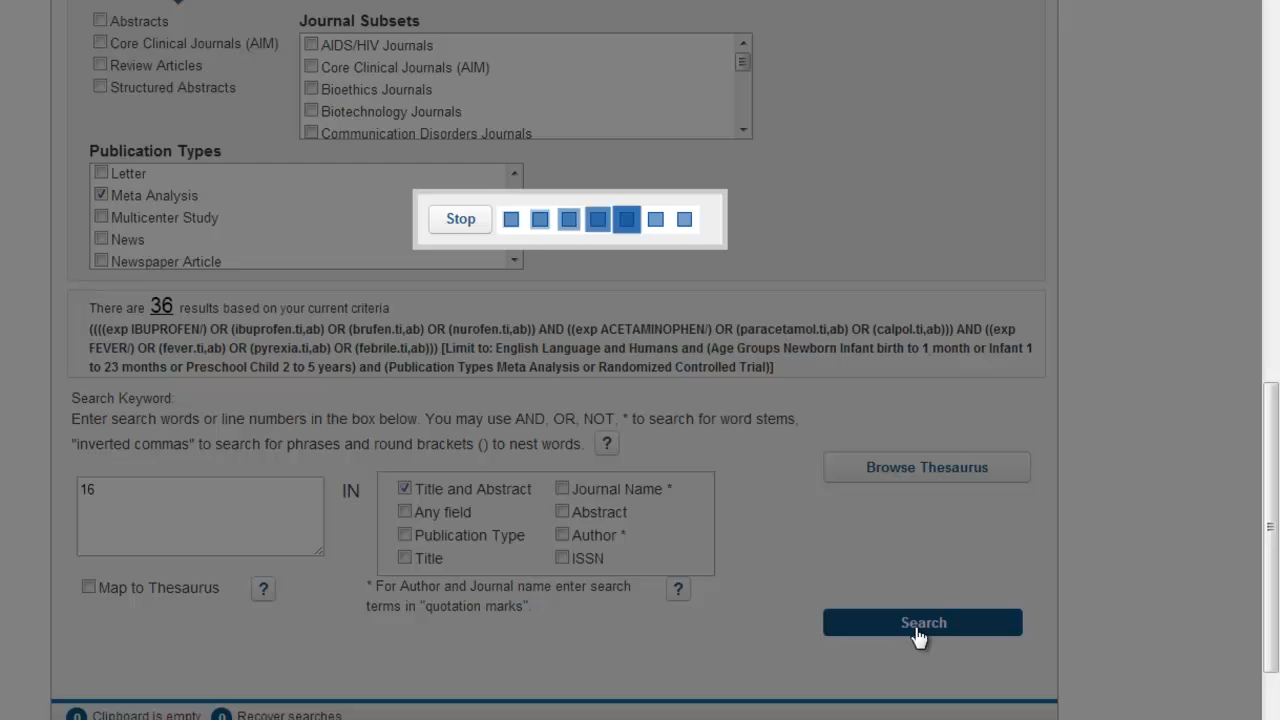 Abstracts
Core Clinical Journals (AIM)
Review Articles
Structured Abstracts
Journal Subsets
AIDS/HIV Journals
Core Clinical Journals (AIM)
Bioethics Journals
Biotechnology Journals
Communication Disorders Journals
Publication Types
Letter
Meta Analysis
Multicenter Study
News
Newspaper Article
Stop
There are 36 results based on your current criteria
((((exp IBUPROFEN/) OR (ibuprofen.ti,ab) OR (brufen.ti,ab) OR (nurofen.ti,ab)) AND ((exp ACETAMINOPHEN/) OR (paracetamol.ti,ab) OR (calpol.ti,ab))) AND ((exp
FEVER/) OR (fever.ti,ab) OR (pyrexia.ti,ab) OR (febrile.ti,ab))) [Limit to: English Language and Humans and (Age Groups Newborn Infant birth to 1 month or Infant 1
to 23 months or Preschool Child 2 to 5 years) and (Publication Types Meta Analysis or Randomized Controlled Trial)]
Search Keyword:
Enter search words or line numbers in the box below. You may use AND, OR, NOT, * to search for word stems,
"inverted commas" to search for phrases and round brackets () to nest words. ?
Browse Thesaurus
16
IN
Title and Abstract
Journal Name *
Any field
Abstract
Publication Type
Author *
Title
ISSN
Map to Thesaurus ?
* For Author and Journal name enter search
terms in "quotation marks".
?
Search
0 Clipboard is empty 0 Recover searches